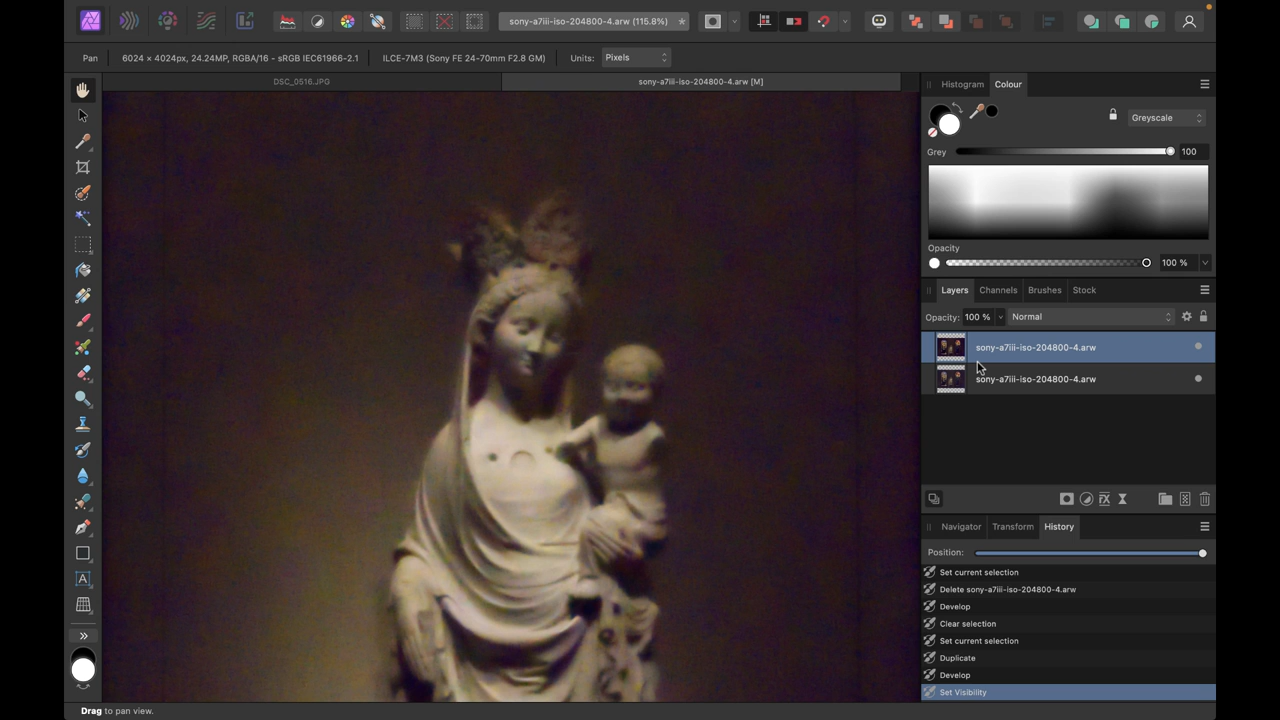 sony-a7iii-iso-204800-4.arw (115.8%) *
Pan 6024 × 4024px, 24.24MP, RGBA/16 - sRGB IEC61966-2.1 ILCE-7M3 (Sony FE 24-70mm F2.8 GM) Units: Pixels
DSC_0516.JPG sony-a7iii-iso-204800-4.arw [M]
Histogram Colour
Greyscale
Grey 100
Opacity
100 %
Layers Channels Brushes Stock
Opacity: 100 % Normal
sony-a7iii-iso-204800-4.arw
sony-a7iii-iso-204800-4.arw
Navigator Transform History
Position:
Set current selection
Delete sony-a7iii-iso-204800-4.arw
Develop
Clear selection
Set current selection
Duplicate
Develop
Set Visibility
Drag to pan view.